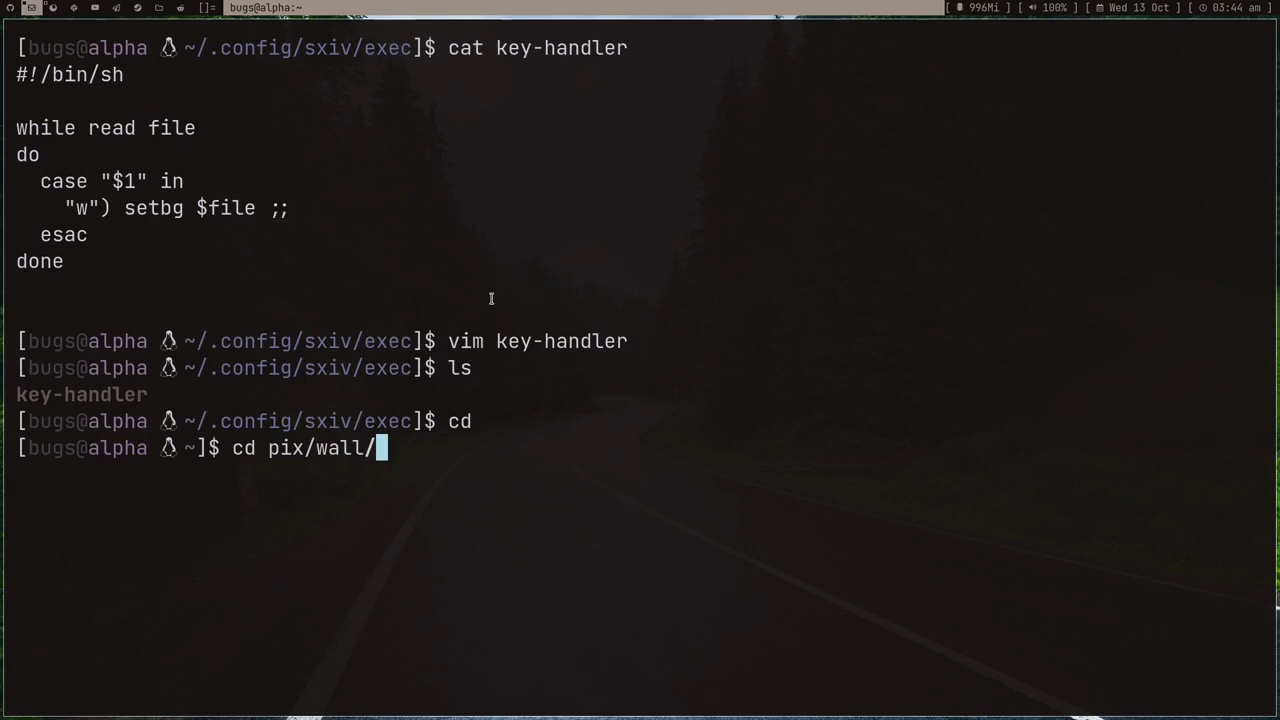 []= bugs@alpha:~ 996Mi ] [ 100% ] [ Wed 13 Oct ] [ 03:44 am ]
[bugs@alpha ~/.config/sxiv/exec]$ cat key-handler
#!/bin/sh
while read file
do
  case "$1" in
    "w") setbg $file ;;
  esac
done
[bugs@alpha ~/.config/sxiv/exec]$ vim key-handler
[bugs@alpha ~/.config/sxiv/exec]$ ls
key-handler
[bugs@alpha ~/.config/sxiv/exec]$ cd
[bugs@alpha ~]$ cd pix/wall/